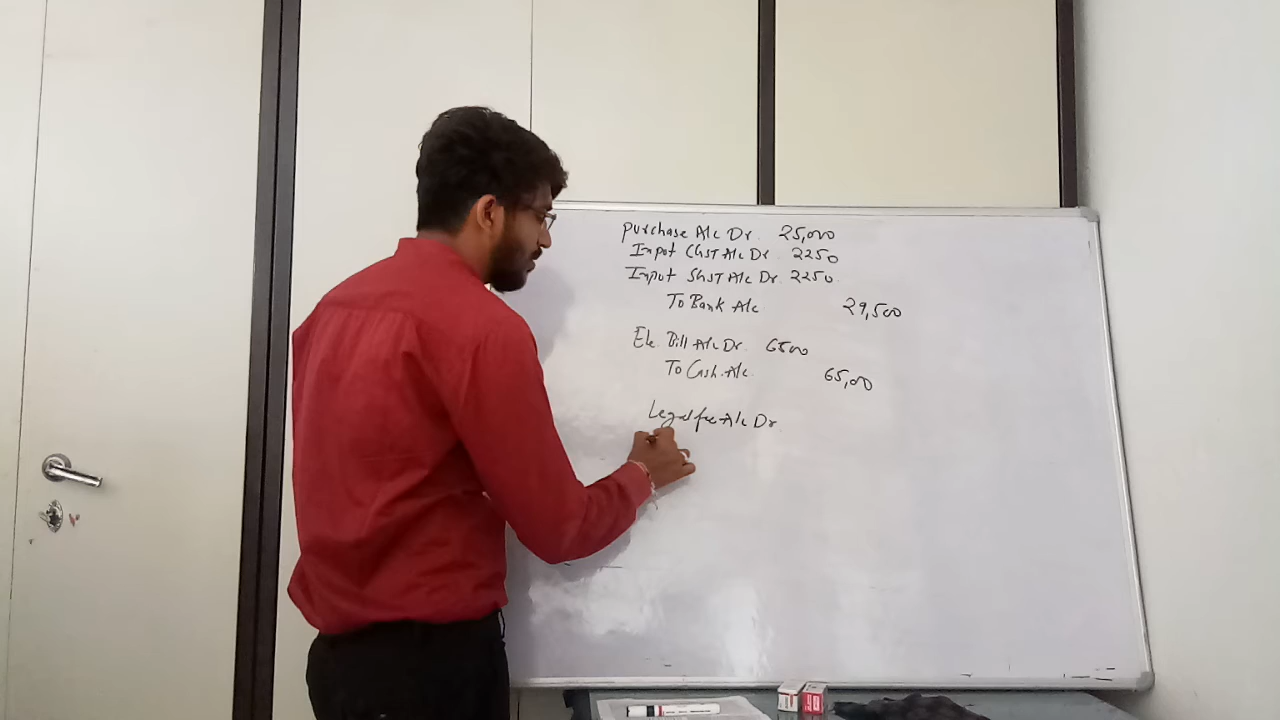 Purchase A/c Dr. 25,000
Input CGST A/c Dr 2250
Input SGST A/c Dr. 2250.
To Bank A/c 29,500
Ele. Bill A/c Dr. 6500
To Cash. A/c. 65,00
Legal fee A/c Dr